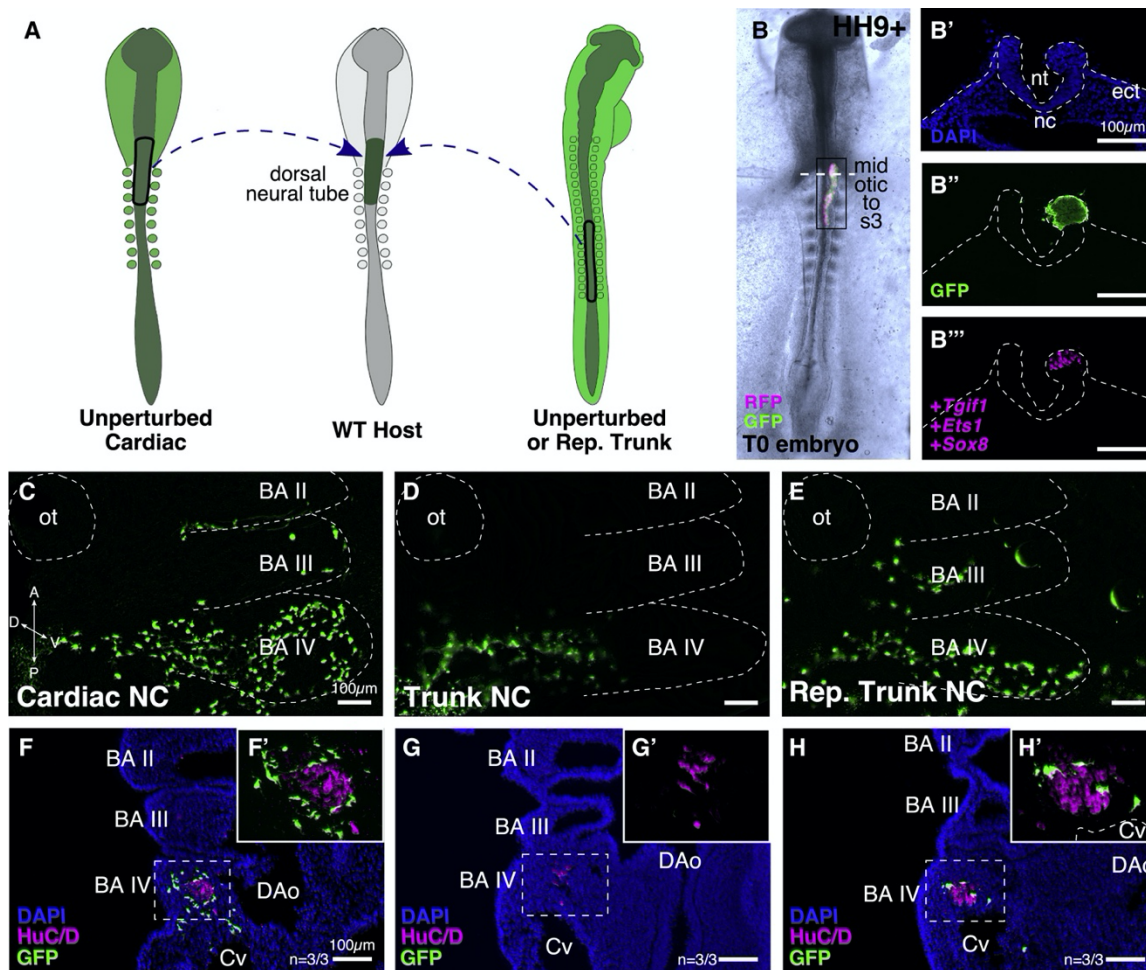 A
dorsal
neural tube
Unperturbed
Cardiac
WT Host
Unperturbed
or Rep. Trunk
B
HH9+
mid
otic
to
s3
RFP
GFP
T0 embryo
B'
nt
ect
nc
DAPI
100µm
B''
GFP
B'''
+Tgif1
+Ets1
+Sox8
C
ot
BA II
BA III
BA IV
A
D
V
P
Cardiac NC
100µm
D
BA II
BA III
BA IV
Trunk NC
E
ot
BA II
BA III
BA IV
Rep. Trunk NC
F
BA II
BA III
BA IV
DAo
Cv
F'
DAPI
HuC/D
GFP
100µm
n=3/3
G
BA II
BA III
BA IV
DAo
Cv
G'
DAPI
HuC/D
GFP
n=3/3
H
BA II
BA III
BA IV
DAo
Cv
H'
Cv
DAPI
HuC/D
GFP
n=3/3